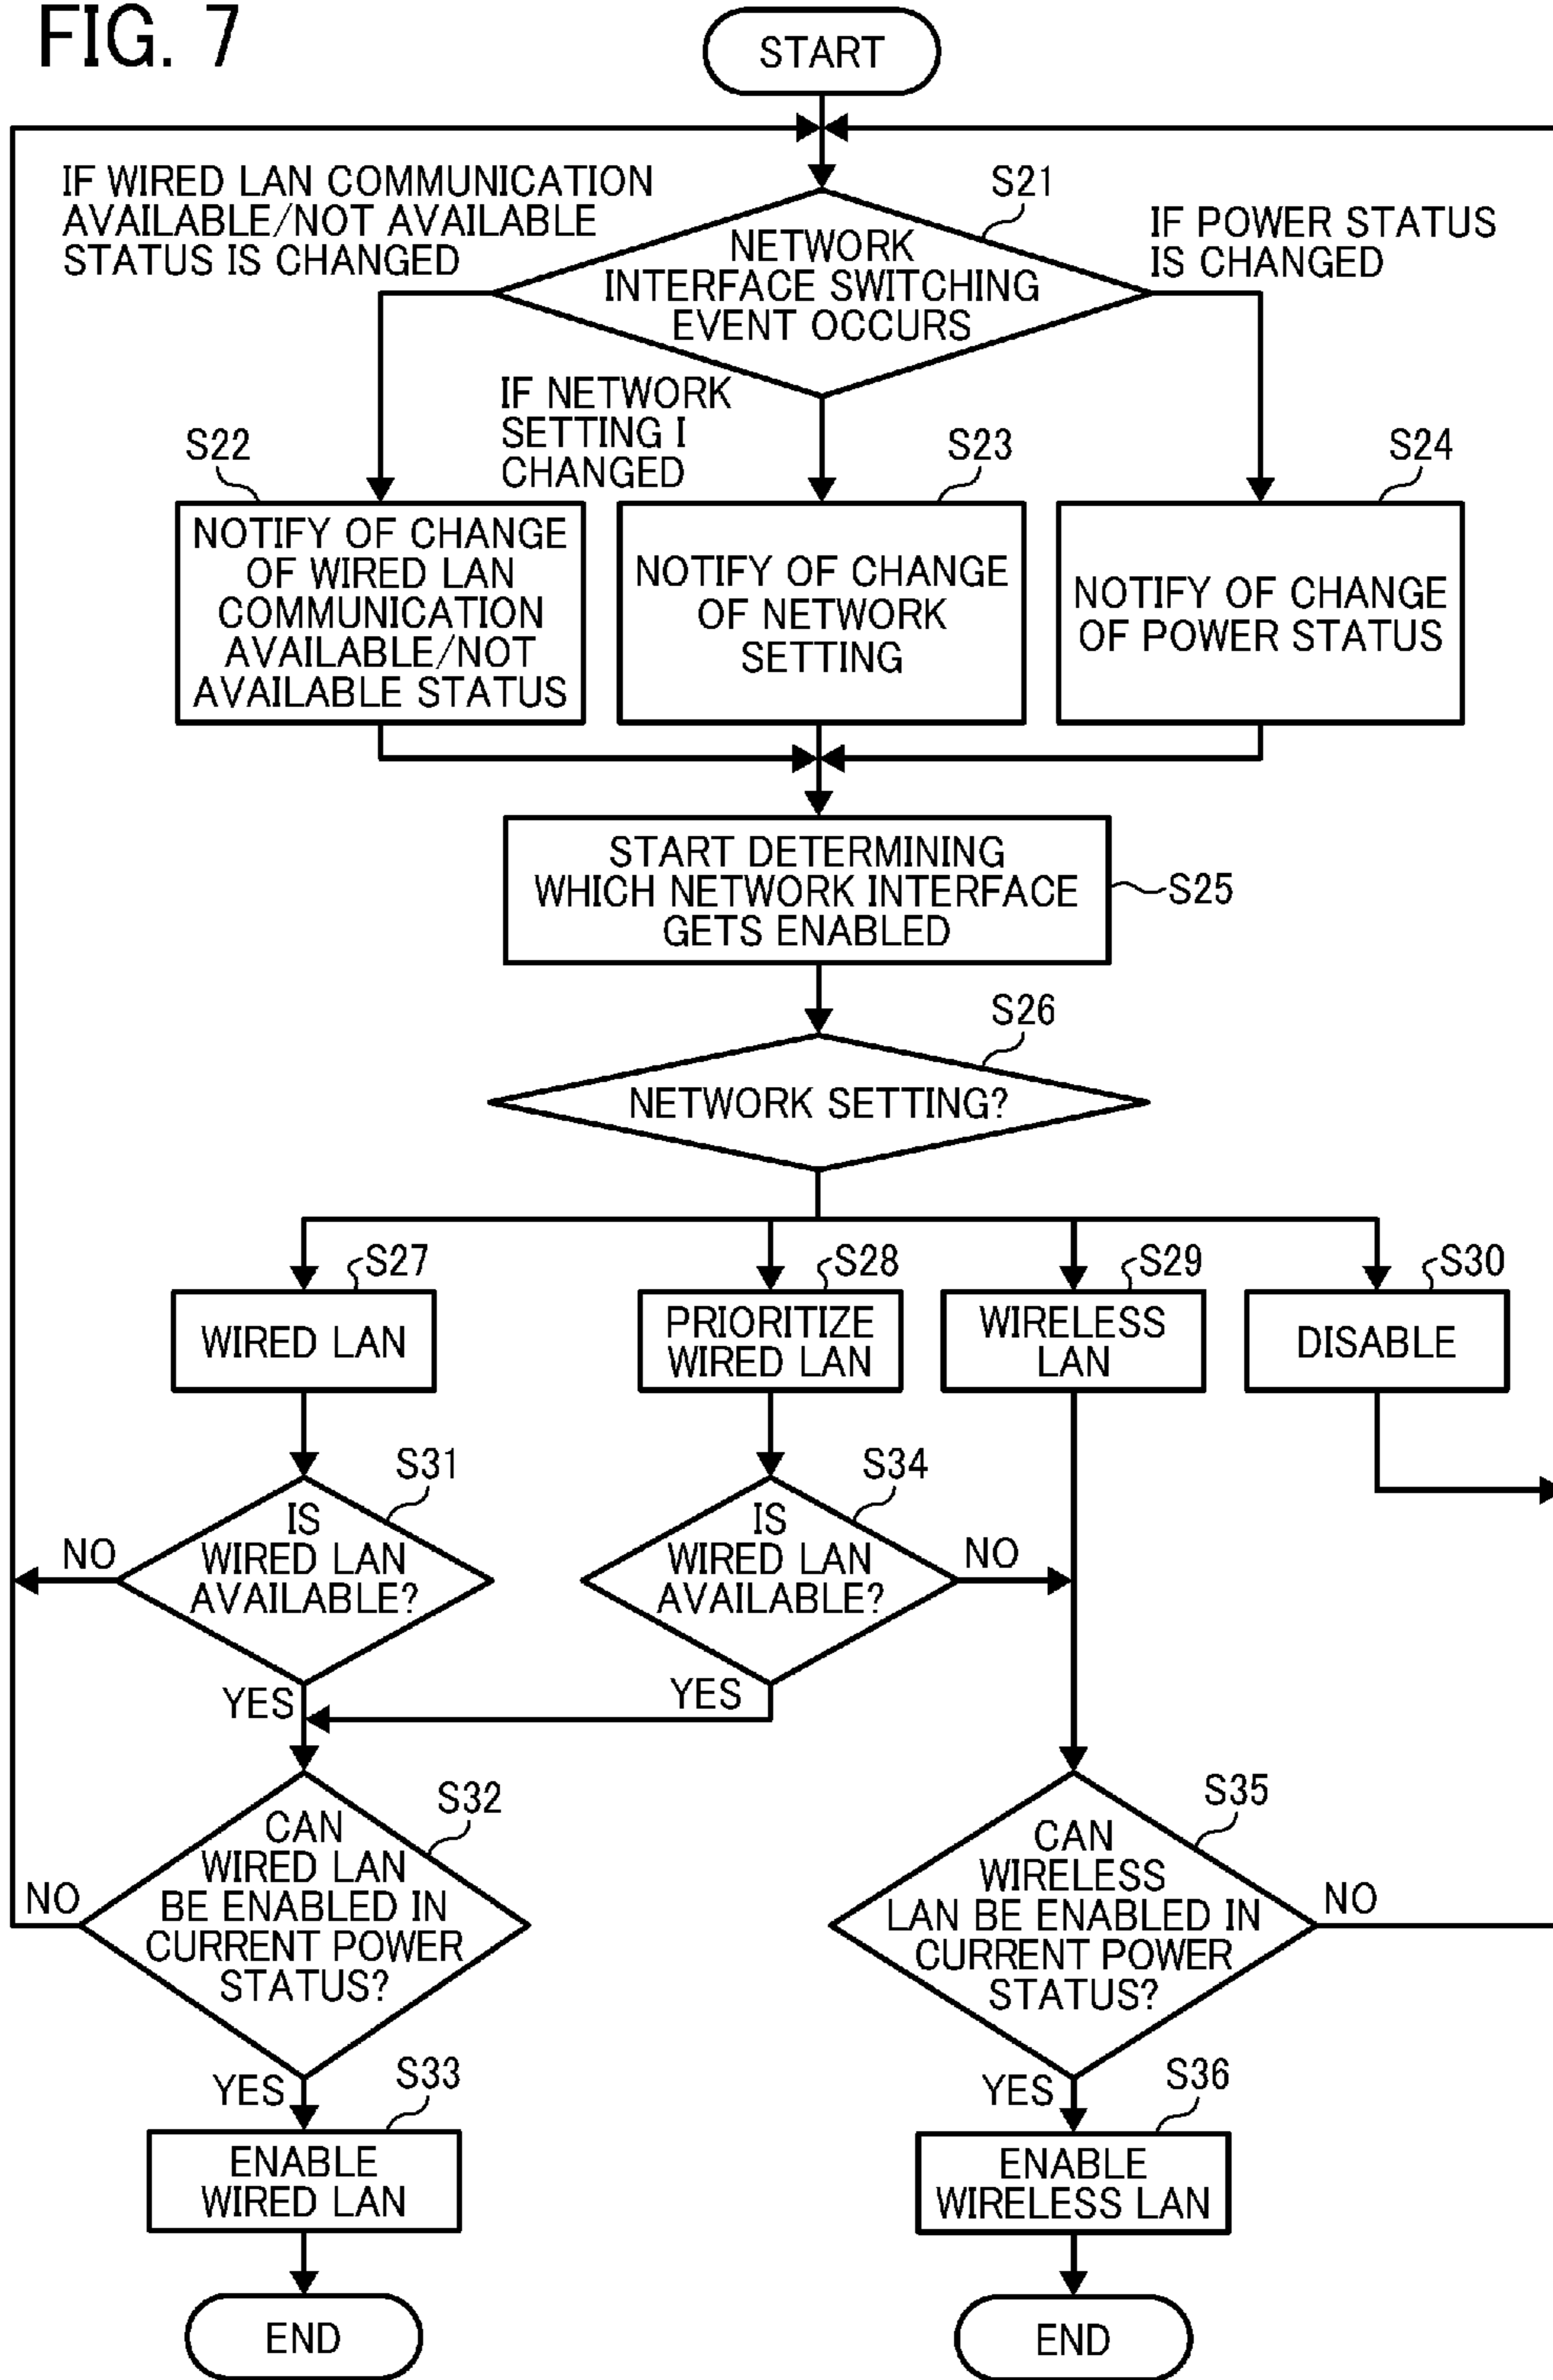 FIG. 7
START
IF WIRED LAN COMMUNICATION
AVAILABLE/NOT AVAILABLE
STATUS IS CHANGED
S21
NETWORK
INTERFACE SWITCHING
EVENT OCCURS
IF POWER STATUS
IS CHANGED
IF NETWORK
SETTING I
CHANGED
S22
NOTIFY OF CHANGE
OF WIRED LAN
COMMUNICATION
AVAILABLE/NOT
AVAILABLE STATUS
S23
NOTIFY OF CHANGE
OF NETWORK
SETTING
S24
NOTIFY OF CHANGE
OF POWER STATUS
START DETERMINING
WHICH NETWORK INTERFACE
GETS ENABLED
S25
S26
NETWORK SETTING?
S27
WIRED LAN
S28
PRIORITIZE
WIRED LAN
S29
WIRELESS
LAN
S30
DISABLE
S31
IS
WIRED LAN
AVAILABLE?
NO
YES
S34
IS
WIRED LAN
AVAILABLE?
NO
YES
S32
CAN
WIRED LAN
BE ENABLED IN
CURRENT POWER
STATUS?
NO
YES
S35
CAN
WIRELESS
LAN BE ENABLED IN
CURRENT POWER
STATUS?
NO
YES
S33
ENABLE
WIRED LAN
S36
ENABLE
WIRELESS LAN
END
END